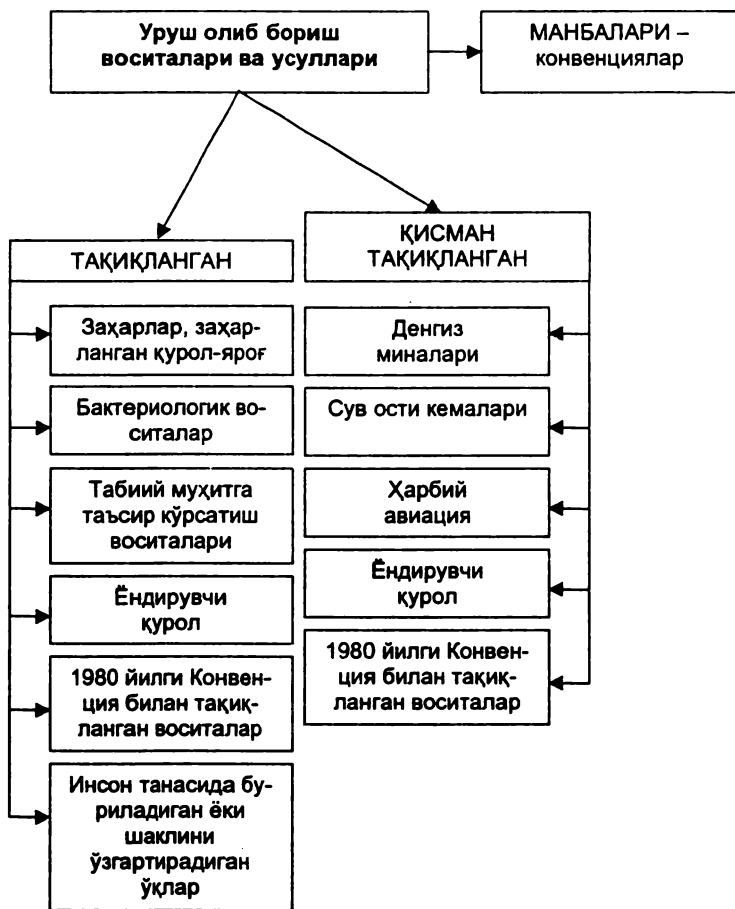 Уруш олиб бориш
воситалари ва усуллари
МАНБАЛАРИ –
конвенциялар
ТАҚИҚЛАНГАН
Заҳарлар, заҳар-
ланган қурол-яроғ
Бактериологик во-
ситалар
Табиий муҳитга
таъсир кўрсатиш
воситалари
Ёндирувчи
қурол
1980 йилги Конвен-
ция билан тақиқ-
ланган воситалар
Инсон танасида бу-
риладиган ёки
шаклини
ўзгартирадиган
ўқлар
ҚИСМАН
ТАҚИҚЛАНГАН
Денгиз
миналари
Сув ости кемалари
Ҳарбий
авиация
Ёндирувчи
қурол
1980 йилги Конвен-
ция билан тақиқ-
ланган воситалар